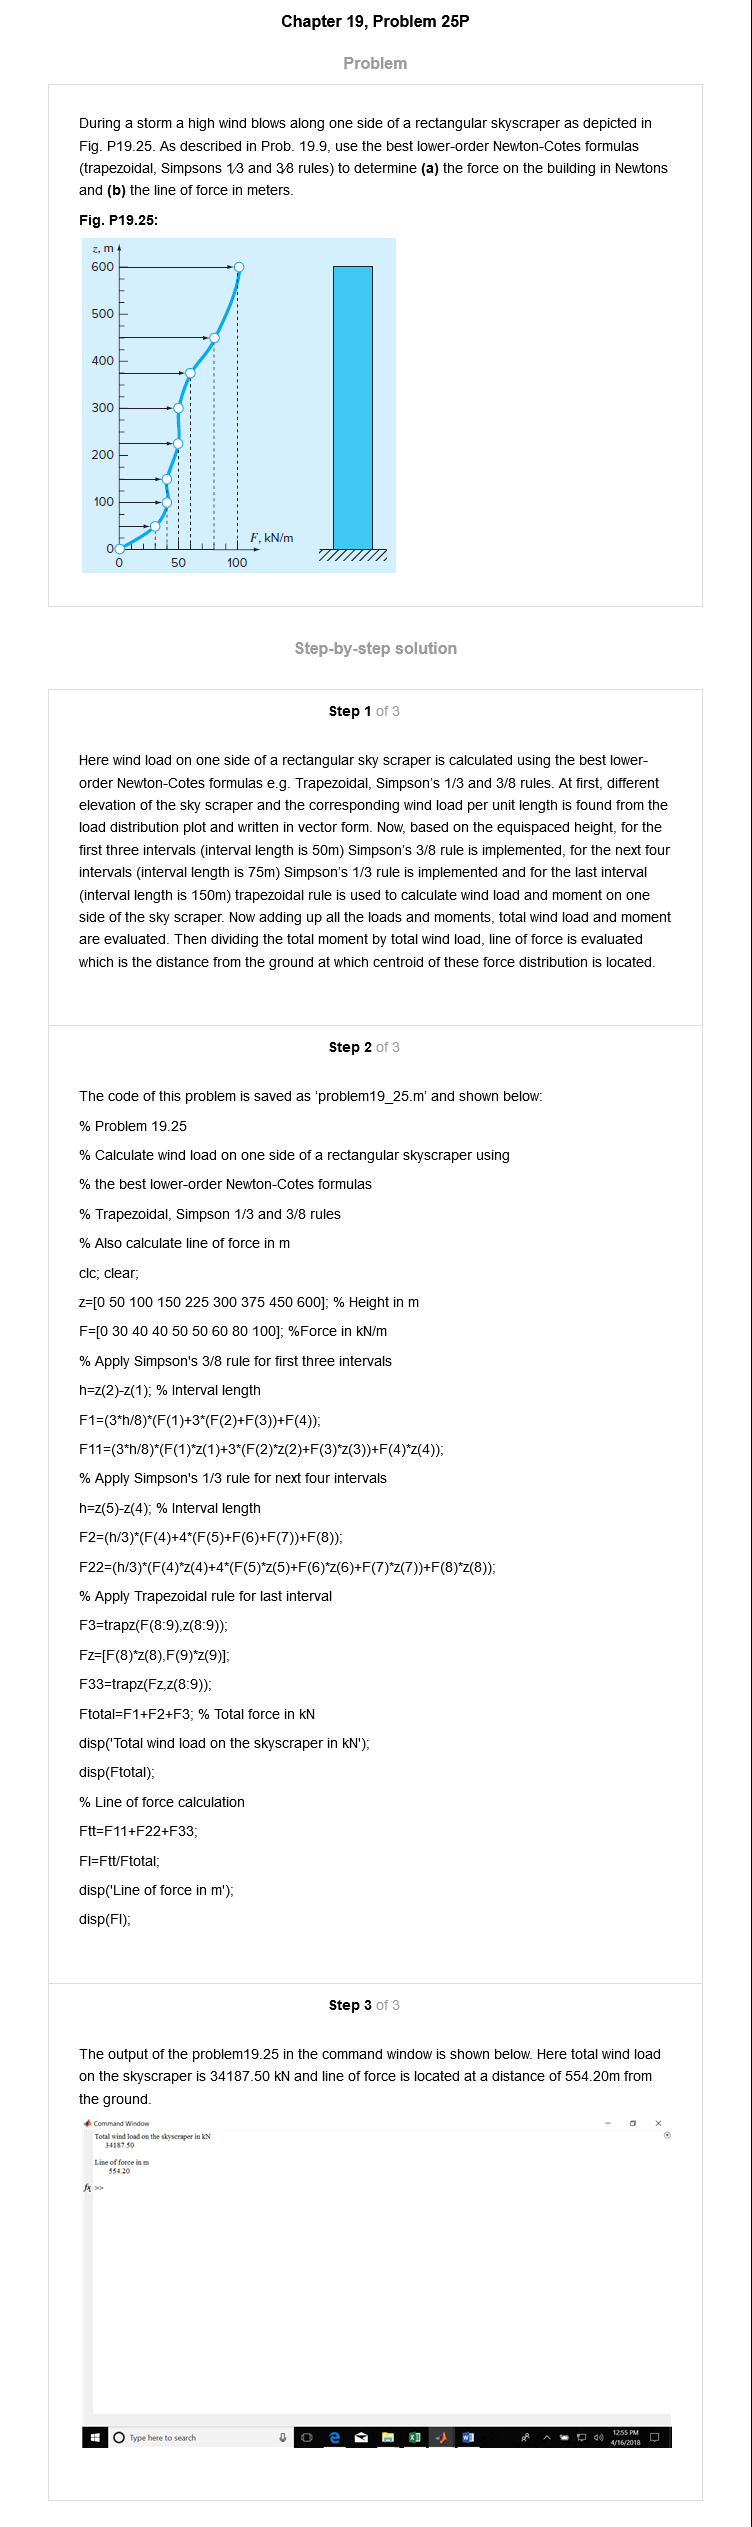 Chapter 19, Problem 25P
Problem
During a storm a high wind blows along one side of a rectangular skyscraper as depicted in
Fig. P19.25. As described in Prob. 19.9, use the best lower-order Newton-Cotes formulas
(trapezoidal, Simpsons 1/3 and 3/8 rules) to determine (a) the force on the building in Newtons
and (b) the line of force in meters.
Fig. P19.25:
z, m
600
500
400
300
200
100
0
F, kN/m
0 50 100
Step-by-step solution
Step 1 of 3
Here wind load on one side of a rectangular sky scraper is calculated using the best lower-
order Newton-Cotes formulas e.g. Trapezoidal, Simpson's 1/3 and 3/8 rules. At first, different
elevation of the sky scraper and the corresponding wind load per unit length is found from the
load distribution plot and written in vector form. Now, based on the equispaced height, for the
first three intervals (interval length is 50m) Simpson's 3/8 rule is implemented, for the next four
intervals (interval length is 75m) Simpson's 1/3 rule is implemented and for the last interval
(interval length is 150m) trapezoidal rule is used to calculate wind load and moment on one
side of the sky scraper. Now adding up all the loads and moments, total wind load and moment
are evaluated. Then dividing the total moment by total wind load, line of force is evaluated
which is the distance from the ground at which centroid of these force distribution is located.
Step 2 of 3
The code of this problem is saved as 'problem19_25.m' and shown below:
% Problem 19.25
% Calculate wind load on one side of a rectangular skyscraper using
% the best lower-order Newton-Cotes formulas
% Trapezoidal, Simpson 1/3 and 3/8 rules
% Also calculate line of force in m
clc; clear;
z=[0 50 100 150 225 300 375 450 600]; % Height in m
F=[0 30 40 40 50 50 60 80 100]; %Force in kN/m
% Apply Simpson's 3/8 rule for first three intervals
h=z(2)-z(1); % Interval length
F1=(3*h/8)*(F(1)+3*(F(2)+F(3))+F(4));
F11=(3*h/8)*(F(1)*z(1)+3*(F(2)*z(2)+F(3)*z(3))+F(4)*z(4));
% Apply Simpson's 1/3 rule for next four intervals
h=z(5)-z(4); % Interval length
F2=(h/3)*(F(4)+4*(F(5)+F(6)+F(7))+F(8));
F22=(h/3)*(F(4)*z(4)+4*(F(5)*z(5)+F(6)*z(6)+F(7)*z(7))+F(8)*z(8));
% Apply Trapezoidal rule for last interval
F3=trapz(F(8:9),z(8:9));
Fz=[F(8)*z(8),F(9)*z(9)];
F33=trapz(Fz,z(8:9));
Ftotal=F1+F2+F3; % Total force in kN
disp('Total wind load on the skyscraper in kN');
disp(Ftotal);
% Line of force calculation
Ftt=F11+F22+F33;
Fl=Ftt/Ftotal;
disp('Line of force in m');
disp(Fl);
Step 3 of 3
The output of the problem19.25 in the command window is shown below. Here total wind load
on the skyscraper is 34187.50 kN and line of force is located at a distance of 554.20m from
the ground.
Command Window
Total wind load on the skyscraper in kN
34187.50
Line of force in m
554.20
fx >>
Type here to search
12:55 PM
4/16/2018